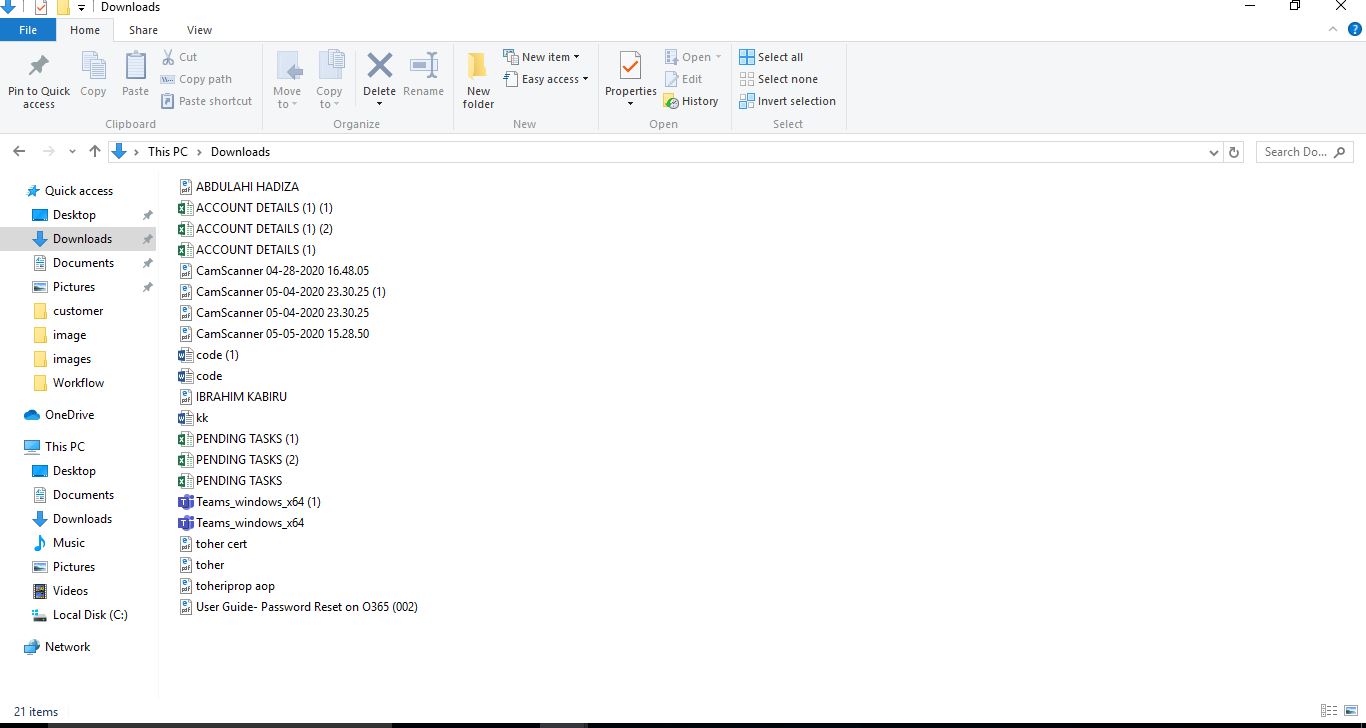 Downloads
File Home Share View
Pin to Quick access
Copy
Paste
Cut
Copy path
Paste shortcut
Clipboard
Move to
Copy to
Delete
Rename
Organize
New folder
New item
Easy access
New
Properties
Open
Edit
History
Open
Select all
Select none
Invert selection
Select
This PC > Downloads
Search Do...
Quick access
Desktop
Downloads
Documents
Pictures
customer
image
images
Workflow
OneDrive
This PC
Desktop
Documents
Downloads
Music
Pictures
Videos
Local Disk (C:)
Network
ABDULAHI HADIZA
ACCOUNT DETAILS (1) (1)
ACCOUNT DETAILS (1) (2)
ACCOUNT DETAILS (1)
CamScanner 04-28-2020 16.48.05
CamScanner 05-04-2020 23.30.25 (1)
CamScanner 05-04-2020 23.30.25
CamScanner 05-05-2020 15.28.50
code (1)
code
IBRAHIM KABIRU
kk
PENDING TASKS (1)
PENDING TASKS (2)
PENDING TASKS
Teams_windows_x64 (1)
Teams_windows_x64
toher cert
toher
toheriprop aop
User Guide- Password Reset on O365 (002)
21 items